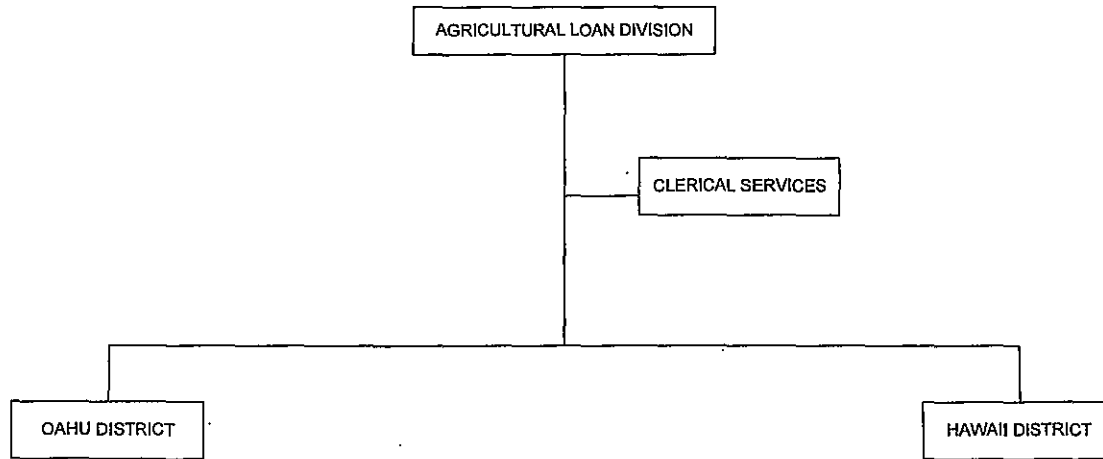 AGRICULTURAL LOAN DIVISION
CLERICAL SERVICES
OAHU DISTRICT
HAWAII DISTRICT